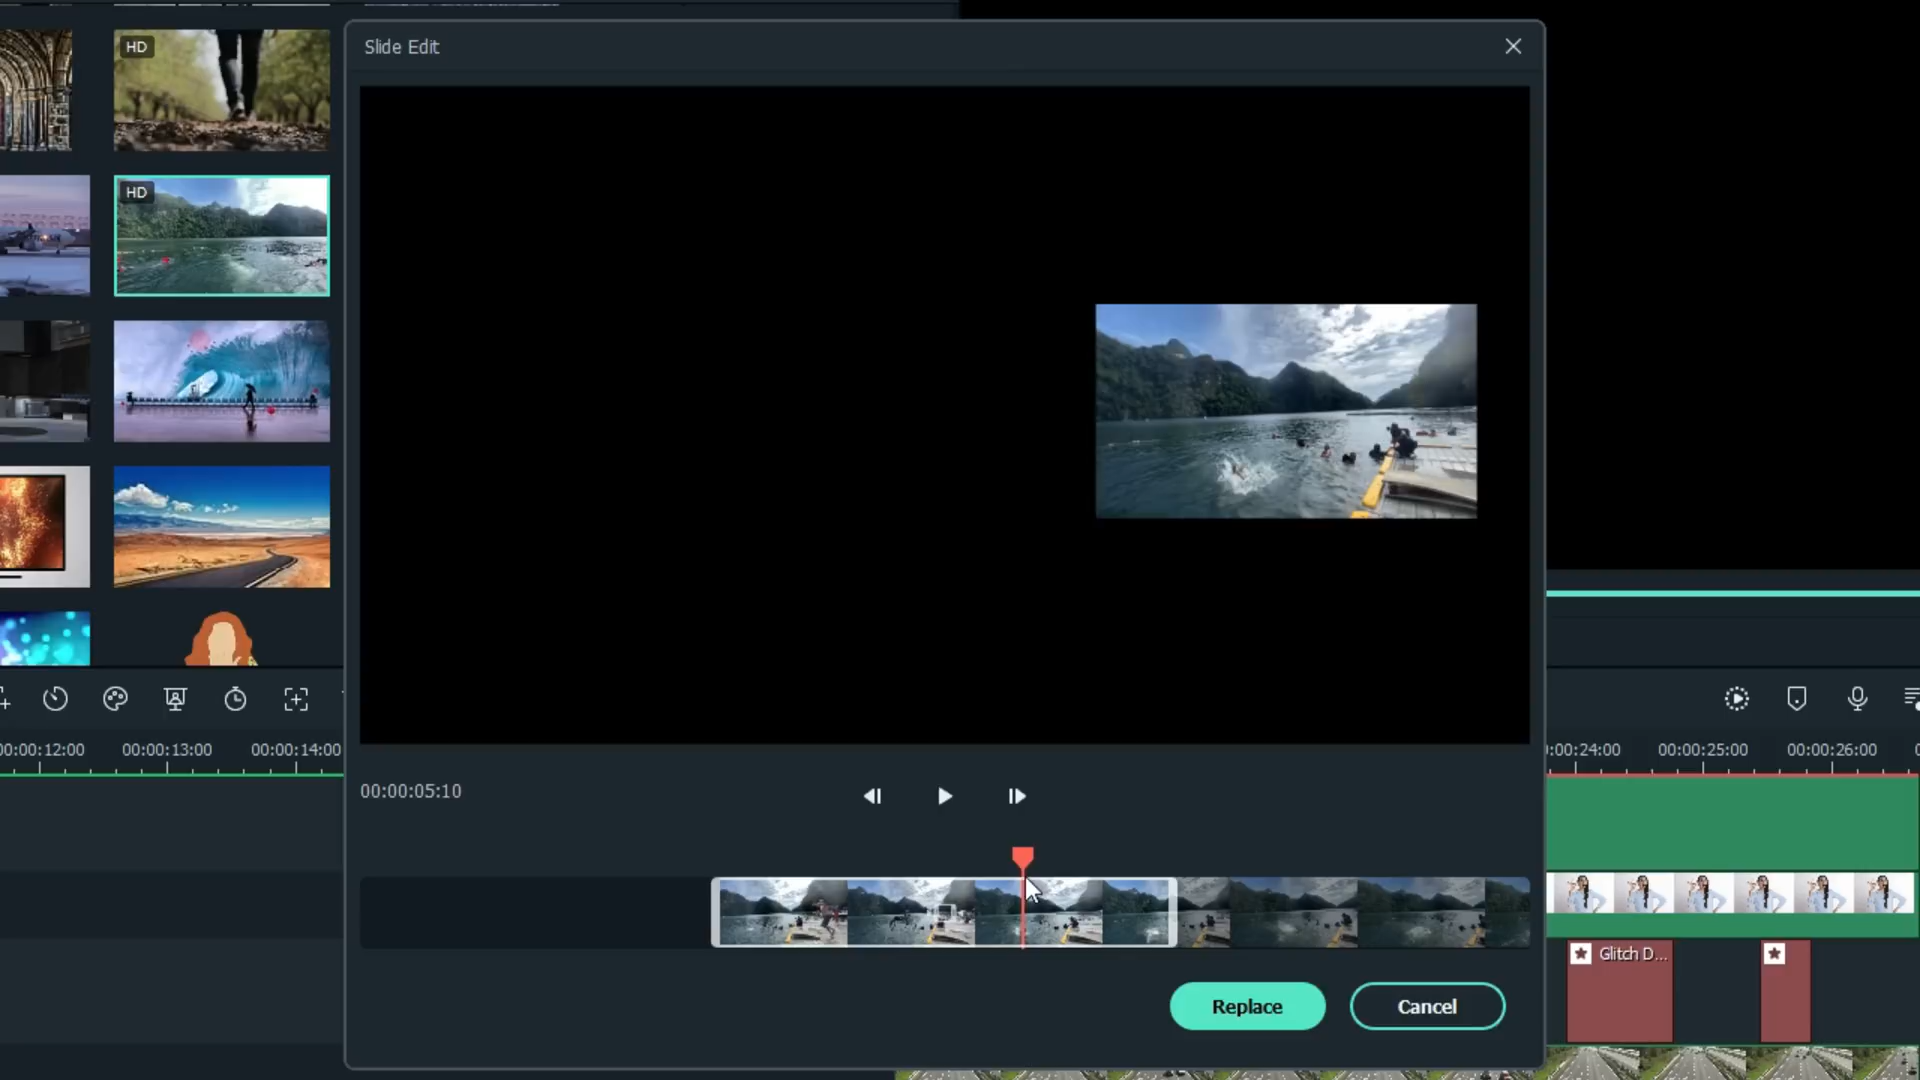 Slide Edit
HD
HD
00:00:12:00
00:00:13:00
00:00:14:00
00:00:24:00
00:00:25:00
00:00:26:00
00:00:05:10
Glitch D...
Replace
Cancel